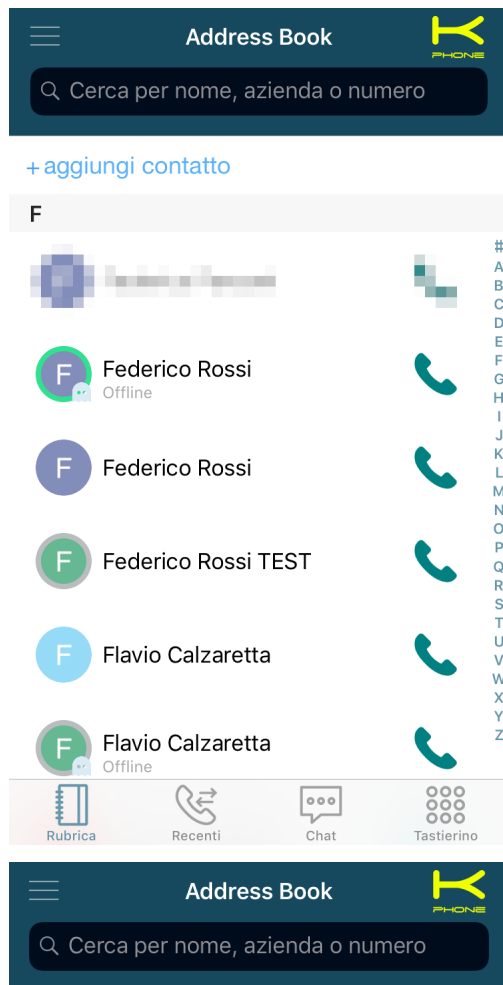 Address Book
PHONE
Cerca per nome, azienda o numero
+ aggiungi contatto
F
#
A
B
C
D
E
F
G
H
I
J
K
L
M
N
O
P
Q
R
S
T
U
V
W
X
Y
Z
F Federico Rossi
Offline
F Federico Rossi
F Federico Rossi TEST
F Flavio Calzaretta
F Flavio Calzaretta
Offline
Rubrica Recenti Chat Tastierino
Address Book
PHONE
Cerca per nome, azienda o numero